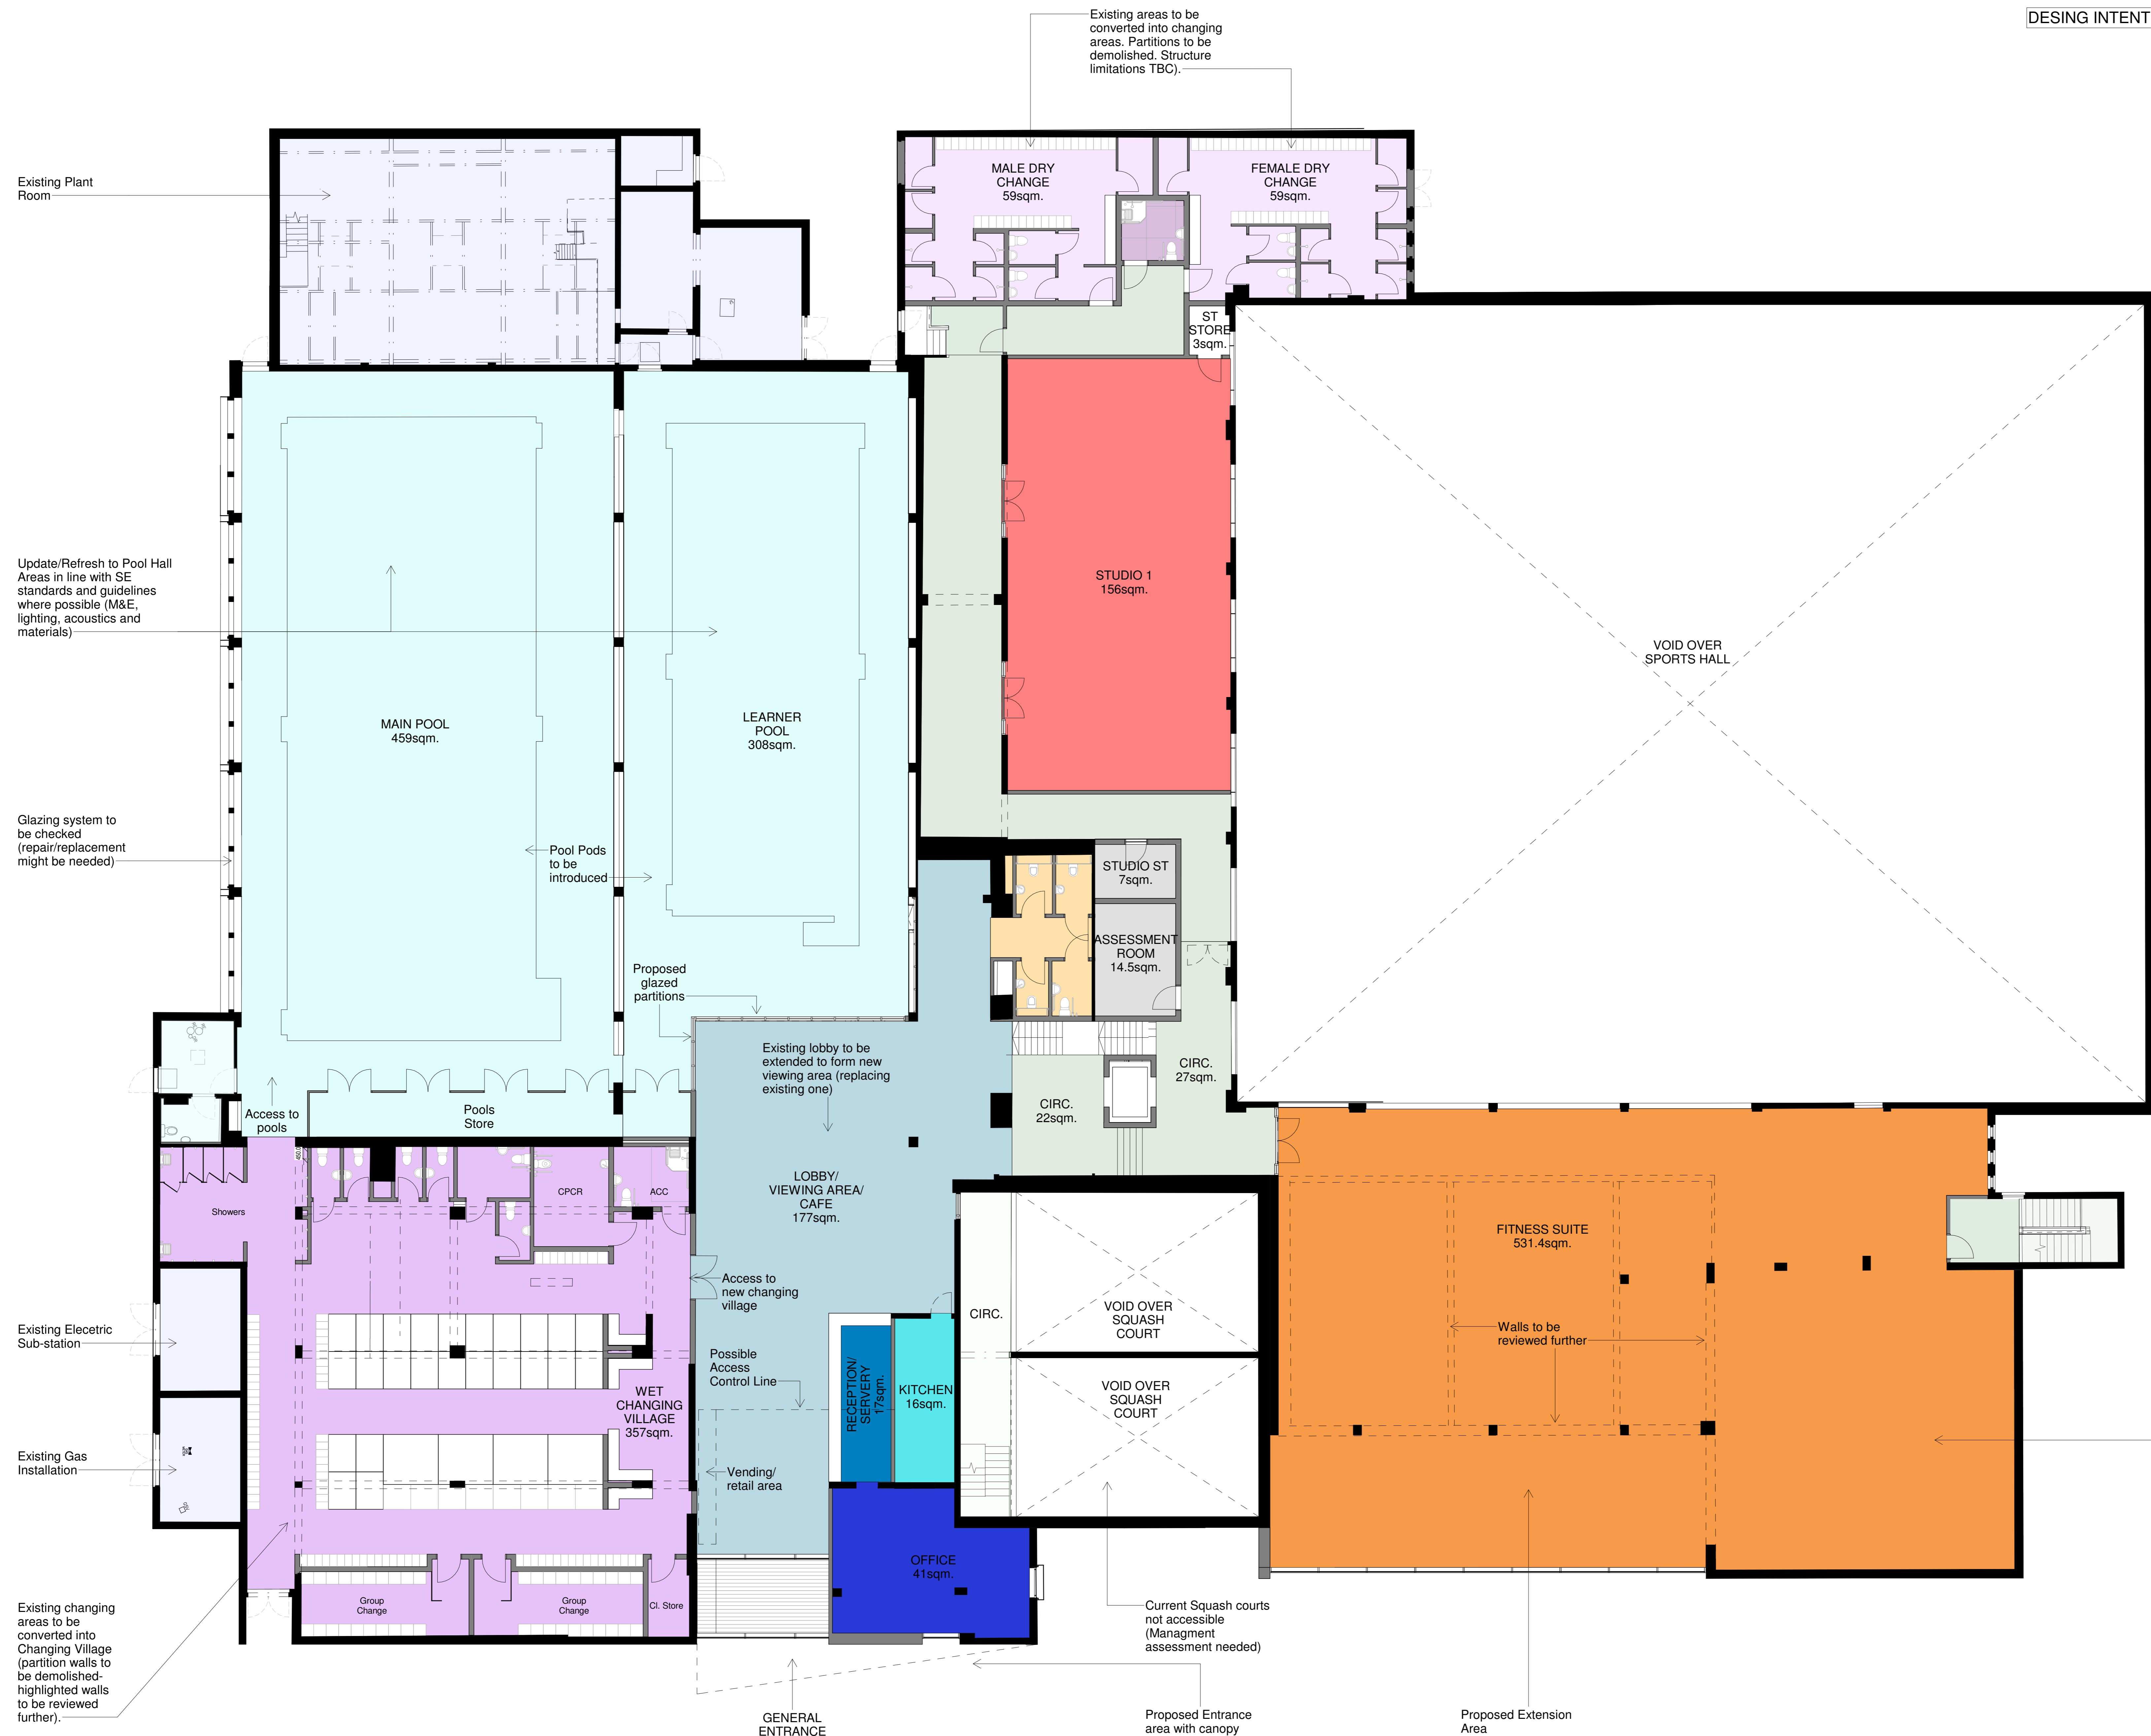 DESING INTENT
Existing areas to be
converted into changing
areas. Partitions to be
demolished. Structure
limitations TBC).
Existing Plant
Room
MALE DRY
CHANGE
59sqm.
FEMALE DRY
CHANGE
59sqm.
ST
STORE
3sqm.
Update/Refresh to Pool Hall
Areas in line with SE
standards and guidelines
where possible (M&E,
lighting, acoustics and
materials)
STUDIO 1
156sqm.
VOID OVER
SPORTS HALL
MAIN POOL
459sqm.
LEARNER
POOL
308sqm.
Glazing system to
be checked
(repair/replacement
might be needed)
Pool Pods
to be
introduced
STUDIO ST
7sqm.
ASSESSMENT
ROOM
14.5sqm.
Proposed
glazed
partitions
Existing lobby to be
extended to form new
viewing area (replacing
existing one)
CIRC.
27sqm.
CIRC.
22sqm.
Access to
pools
Pools
Store
450.0
CPCR
ACC
Showers
LOBBY/
VIEWING AREA/
CAFE
177sqm.
FITNESS SUITE
531.4sqm.
Access to
new changing
village
CIRC.
VOID OVER
SQUASH
COURT
Existing Elecetric
Sub-station
Walls to be
reviewed further
Possible
Access
Control Line
RECEPTION/
SERVERY
17sqm.
KITCHEN
16sqm.
VOID OVER
SQUASH
COURT
WET
CHANGING
VILLAGE
357sqm.
Existing Gas
Installation
Vending/
retail area
OFFICE
41sqm.
Group
Change
Group
Change
Cl. Store
Existing changing
areas to be
converted into
Changing Village
(partition walls to
be demolished-
highlighted walls
to be reviewed
further).
Current Squash courts
not accessible
(Managment
assessment needed)
GENERAL
ENTRANCE
Proposed Entrance
area with canopy
Proposed Extension
Area